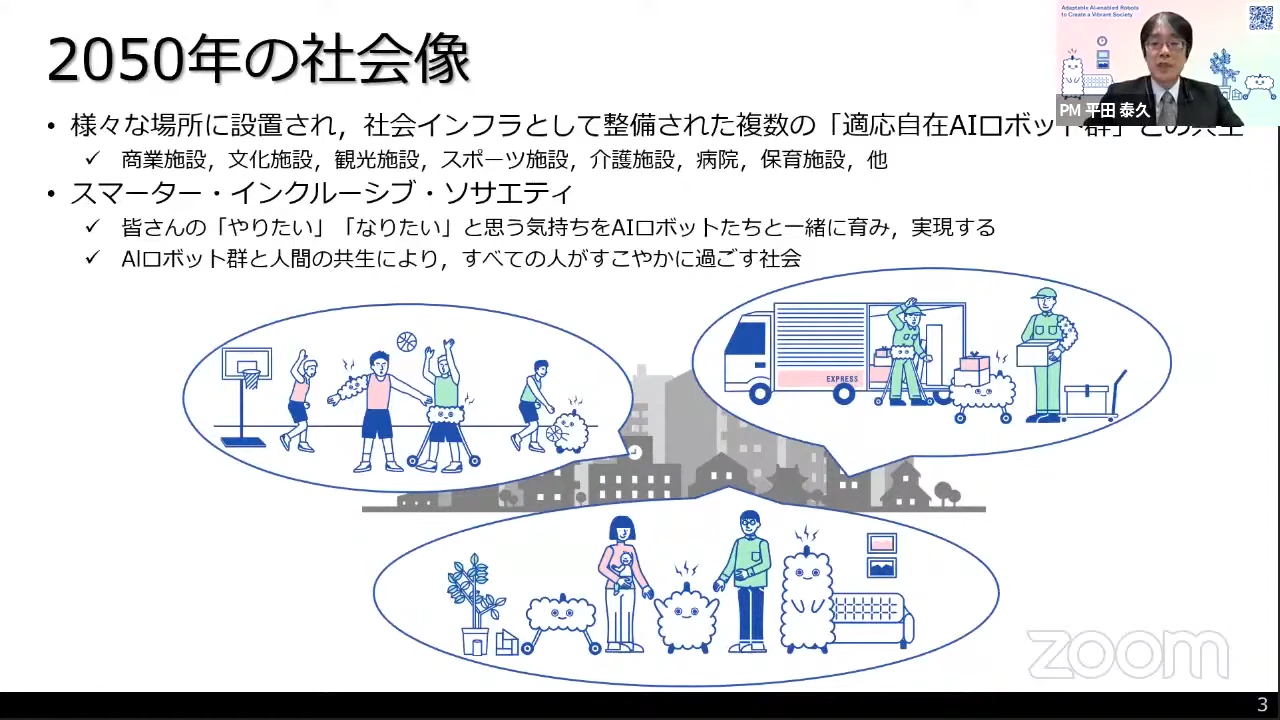 2050年の社会像
Adaptable AI-enabled Robots
to Create a Vibrant Society
PM 平田 泰久
• 様々な場所に設置され，社会インフラとして整備された複数の「適応自在AIロボット群」との共生
✓ 商業施設，文化施設，観光施設，スポーツ施設，介護施設，病院，保育施設，他
• スマーター・インクルーシブ・ソサエティ
✓ 皆さんの「やりたい」「なりたい」と思う気持ちをAIロボットたちと一緒に育み，実現する
✓ AIロボット群と人間の共生により，すべての人がすこやかに過ごす社会
EXPRESS
zoom
3